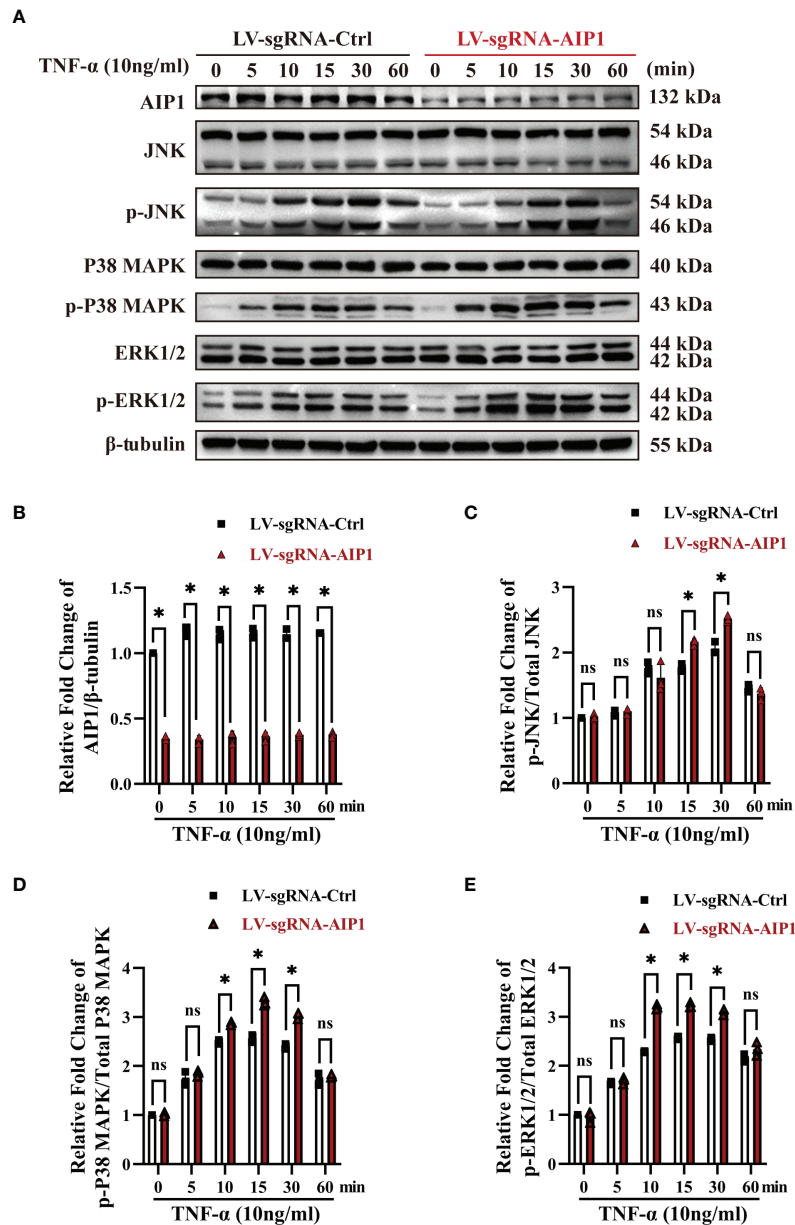 A
LV-sgRNA-Ctrl LV-sgRNA-AIP1
TNF-α (10ng/ml) 0 5 10 15 30 60 0 5 10 15 30 60 (min)
AIP1 132 kDa
JNK 54 kDa
46 kDa
p-JNK 54 kDa
46 kDa
P38 MAPK 40 kDa
p-P38 MAPK 43 kDa
ERK1/2 44 kDa
42 kDa
p-ERK1/2 44 kDa
42 kDa
β-tubulin 55 kDa
B
LV-sgRNA-Ctrl
LV-sgRNA-AIP1
Relative Fold Change of
AIP1/β-tubulin
1.5
1.0
0.5
0.0
* * * * * *
0 5 10 15 30 60 min
TNF-α (10ng/ml)
C
LV-sgRNA-Ctrl
LV-sgRNA-AIP1
Relative Fold Change of
p-JNK/Total JNK
3
2
1
0
ns ns ns * * ns
0 5 10 15 30 60 min
TNF-α (10ng/ml)
D
LV-sgRNA-Ctrl
LV-sgRNA-AIP1
Relative Fold Change of
p-P38 MAPK/Total P38 MAPK
4
3
2
1
0
ns ns * * * ns
0 5 10 15 30 60 min
TNF-α (10ng/ml)
E
LV-sgRNA-Ctrl
LV-sgRNA-AIP1
Relative Fold Change of
p-ERK1/2/Total ERK1/2
4
3
2
1
0
ns ns * * * ns
0 5 10 15 30 60 min
TNF-α (10ng/ml)